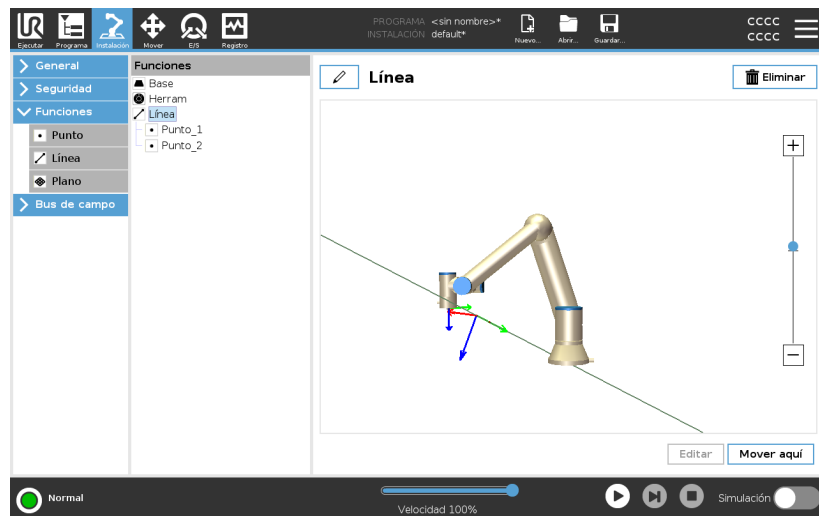 PROGRAMA <sin nombre>*
INSTALACIÓN default*
CCCC
CCCC
Ejecutar Programa Instalación Mover E/S Registro
Nuevo... Abrir... Guardar...
General
Seguridad
Funciones
Punto
Línea
Plano
Bus de campo
Funciones
Base
Herram
Línea
Punto_1
Punto_2
Línea
Eliminar
Editar Mover aquí
Normal
Velocidad 100%
Simulación